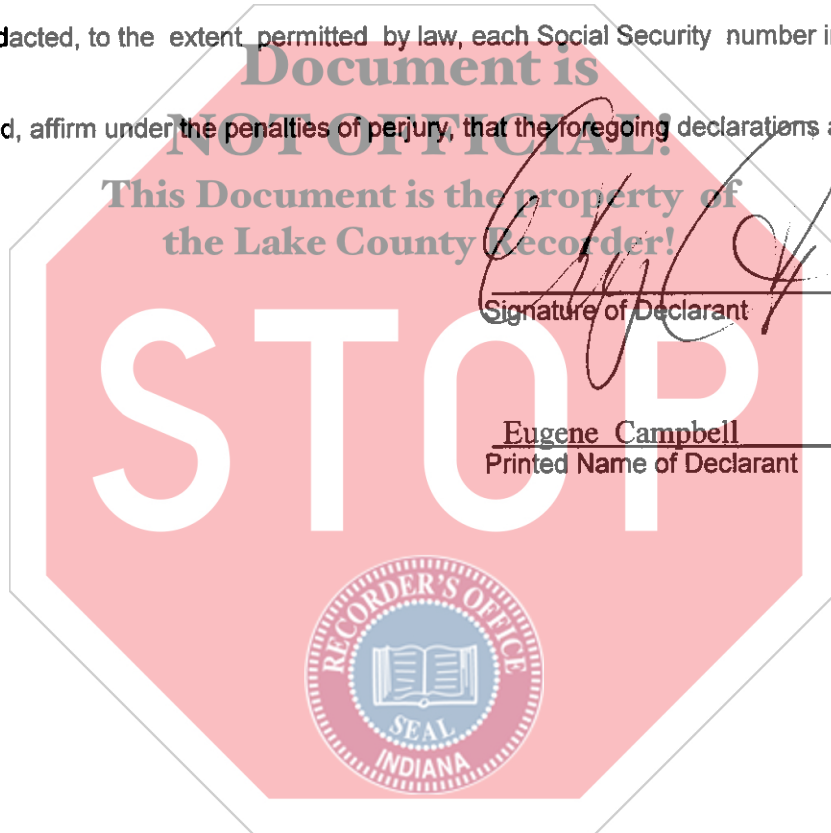 dacted, to the extent permitted by law, each Social Security number in
Document is
d, affirm under the penalties of perjury, that the foregoing declarations a
NOT OFFICIAL!
This Document is the property of
the Lake County Recorder!
Signature of Declarant
STOP
Eugene Campbell
Printed Name of Declarant
RECORDER'S OFFICE
SEAL
INDIANA